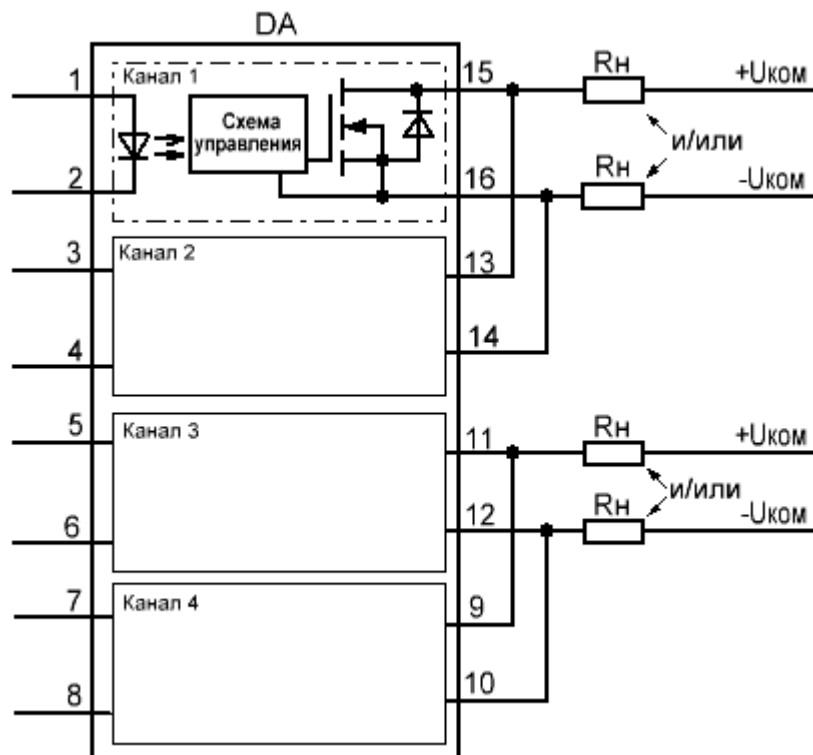 DA
1
Канал 1
15
Rн
+Uком
Схема
управления
и/или
2
16
Rн
-Uком
3
Канал 2
13
4
14
5
Канал 3
11
Rн
+Uком
и/или
6
12
Rн
-Uком
7
Канал 4
9
8
10